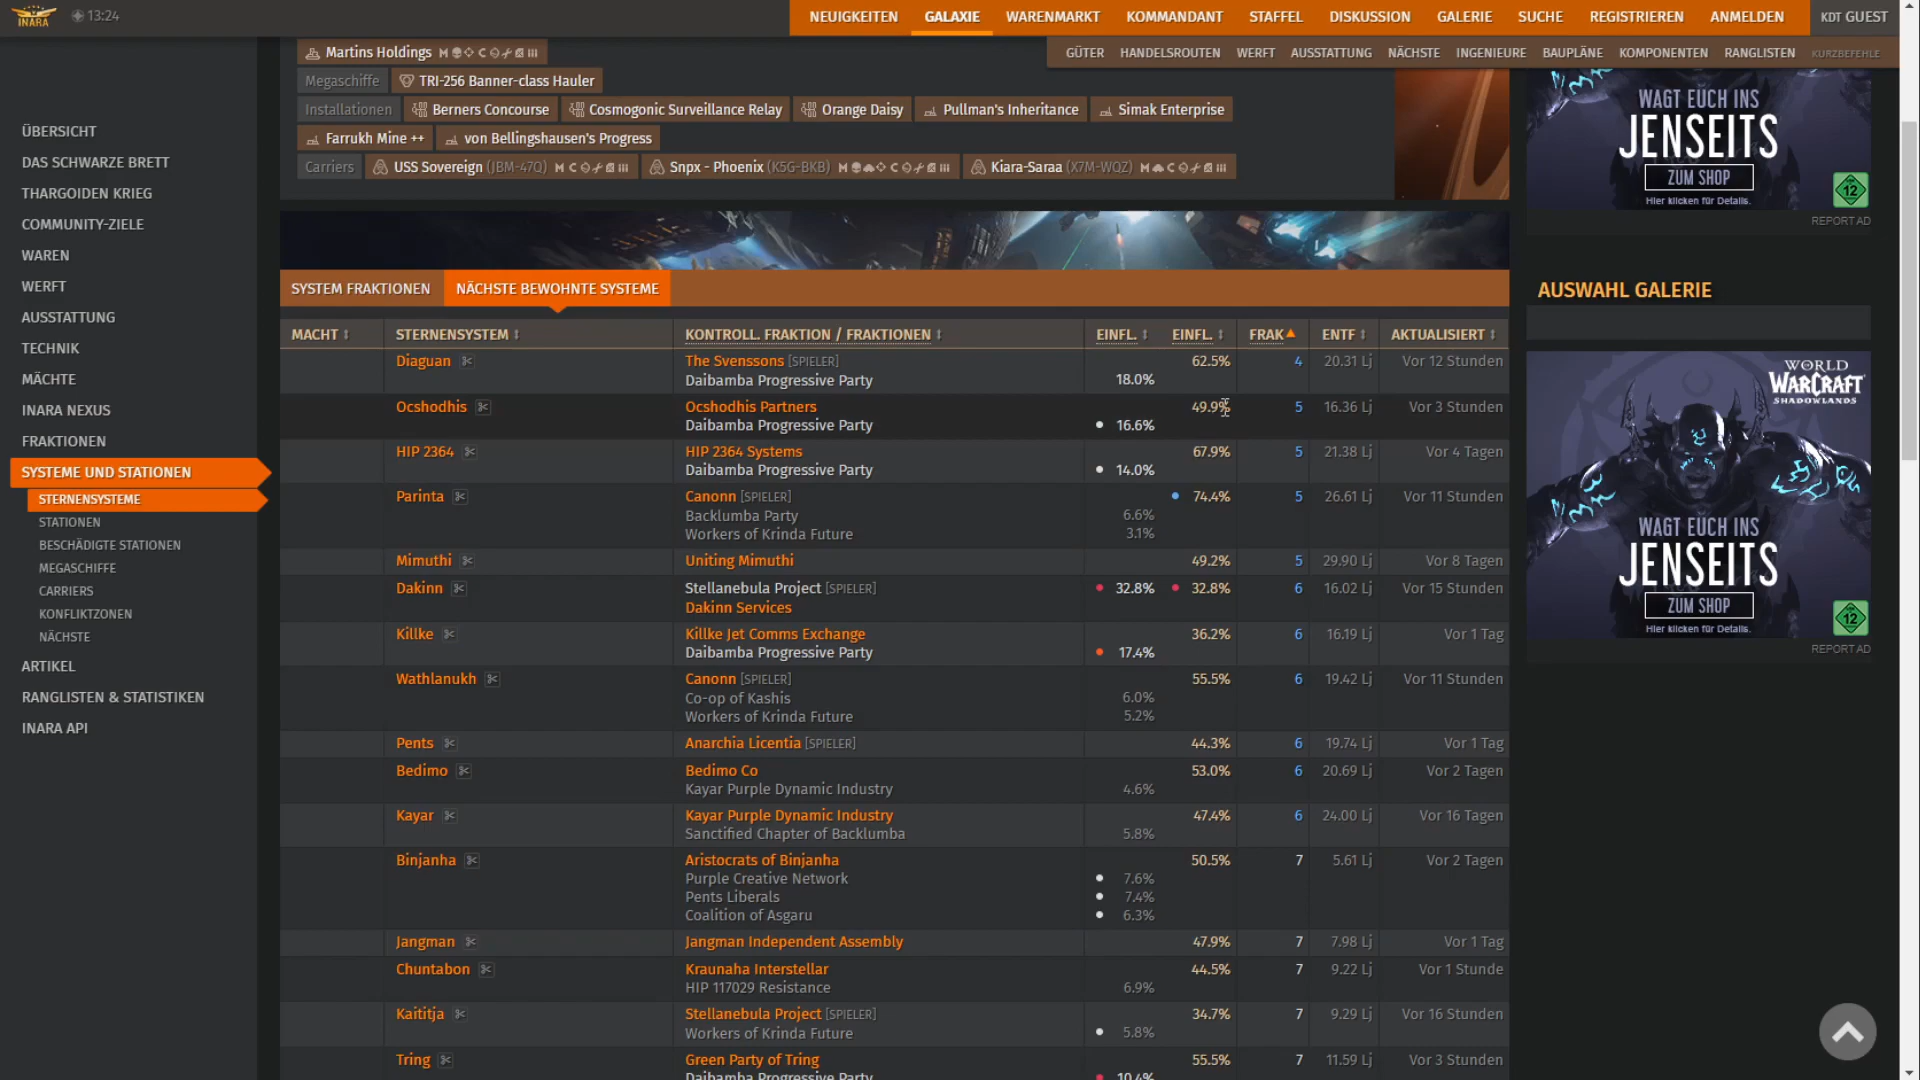 INARA
13:24
NEUIGKEITEN GALAXIE WARENMARKT KOMMANDANT STAFFEL DISKUSSION GALERIE SUCHE REGISTRIEREN ANMELDEN KDT GUEST
GÜTER HANDELSROUTEN WERFT AUSSTATTUNG NÄCHSTE INGENIEURE BAUPLÄNE KOMPONENTEN RANGLISTEN KURZBEFEHLE
Martins Holdings
Megaschiffe TRI-256 Banner-class Hauler
Installationen Berners Concourse Cosmogonic Surveillance Relay Orange Daisy Pullman's Inheritance Simak Enterprise
Farrukh Mine ++ von Bellingshausen's Progress
Carriers USS Sovereign (JBM-47Q) Snpx - Phoenix (K5G-BKB) Kiara-Saraa (X7M-WQZ)
ÜBERSICHT
DAS SCHWARZE BRETT
THARGOIDEN KRIEG
COMMUNITY-ZIELE
WAREN
WERFT
AUSSTATTUNG
TECHNIK
MÄCHTE
INARA NEXUS
FRAKTIONEN
SYSTEME UND STATIONEN
STERNENSYSTEME
STATIONEN
BESCHÄDIGTE STATIONEN
MEGASCHIFFE
CARRIERS
KONFLIKTZONEN
NÄCHSTE
ARTIKEL
RANGLISTEN & STATISTIKEN
INARA API
SYSTEM FRAKTIONEN NÄCHSTE BEWOHNTE SYSTEME
MACHT STERNENSYSTEM KONTROLL. FRAKTION / FRAKTIONEN EINFL. EINFL. FRAK ENTF AKTUALISIERT
Diaguan The Svenssons [SPIELER] 62.5% 4 20.31 Lj Vor 12 Stunden
Daibamba Progressive Party 18.0%
Ocshodhis Ocshodhis Partners 49.9% 5 16.36 Lj Vor 3 Stunden
Daibamba Progressive Party 16.6%
HIP 2364 HIP 2364 Systems 67.9% 5 21.38 Lj Vor 4 Tagen
Daibamba Progressive Party 14.0%
Parinta Canonn [SPIELER] 74.4% 5 26.61 Lj Vor 11 Stunden
Backlumba Party 6.6%
Workers of Krinda Future 3.1%
Mimuthi Uniting Mimuthi 49.2% 5 29.90 Lj Vor 8 Tagen
Dakinn Stellanebula Project [SPIELER] 32.8% 32.8% 6 16.02 Lj Vor 15 Stunden
Dakinn Services
Killke Killke Jet Comms Exchange 36.2% 6 16.19 Lj Vor 1 Tag
Daibamba Progressive Party 17.4%
Wathlanukh Canonn [SPIELER] 55.5% 6 19.42 Lj Vor 11 Stunden
Co-op of Kashis 6.0%
Workers of Krinda Future 5.2%
Pents Anarchia Licentia [SPIELER] 44.3% 6 19.74 Lj Vor 1 Tag
Bedimo Bedimo Co 53.0% 6 20.69 Lj Vor 2 Tagen
Kayar Purple Dynamic Industry 4.6%
Kayar Kayar Purple Dynamic Industry 47.4% 6 24.00 Lj Vor 16 Tagen
Sanctified Chapter of Backlumba 5.8%
Binjanha Aristocrats of Binjanha 50.5% 7 5.61 Lj Vor 2 Tagen
Purple Creative Network 7.6%
Pents Liberals 7.4%
Coalition of Asgaru 6.3%
Jangman Jangman Independent Assembly 47.9% 7 7.98 Lj Vor 1 Tag
Chuntabon Kraunaha Interstellar 44.5% 7 9.22 Lj Vor 1 Stunde
HIP 117029 Resistance 6.9%
Kaititja Stellanebula Project [SPIELER] 34.7% 7 9.29 Lj Vor 16 Stunden
Workers of Krinda Future 5.8%
Tring Green Party of Tring 55.5% 7 11.59 Lj Vor 3 Stunden
Daibamba Progressive Party 10.4%
WAGT EUCH INS
JENSEITS
ZUM SHOP
Hier klicken für Details.
12
REPORT AD
AUSWAHL GALERIE
WORLD
OF
WARCRAFT
SHADOWLANDS
WAGT EUCH INS
JENSEITS
ZUM SHOP
Hier klicken für Details.
12
REPORT AD